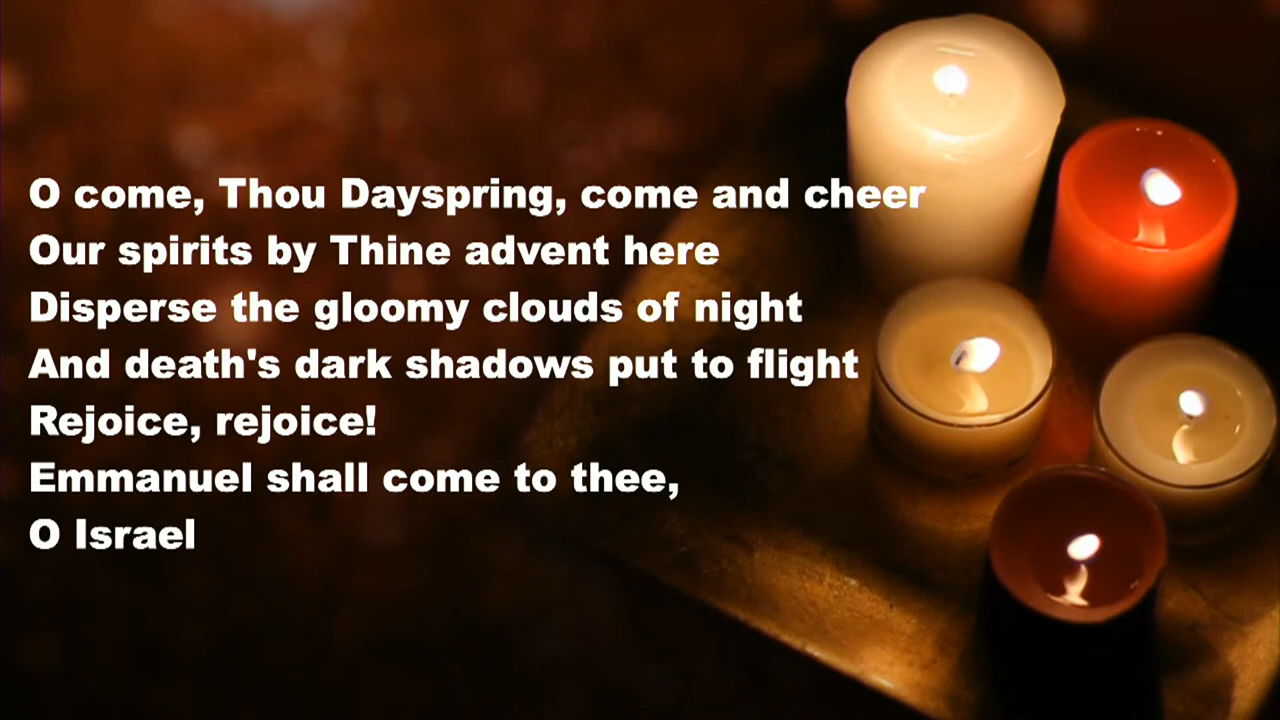 O come, Thou Dayspring, come and cheer
Our spirits by Thine advent here
Disperse the gloomy clouds of night
And death's dark shadows put to flight
Rejoice, rejoice!
Emmanuel shall come to thee,
O Israel